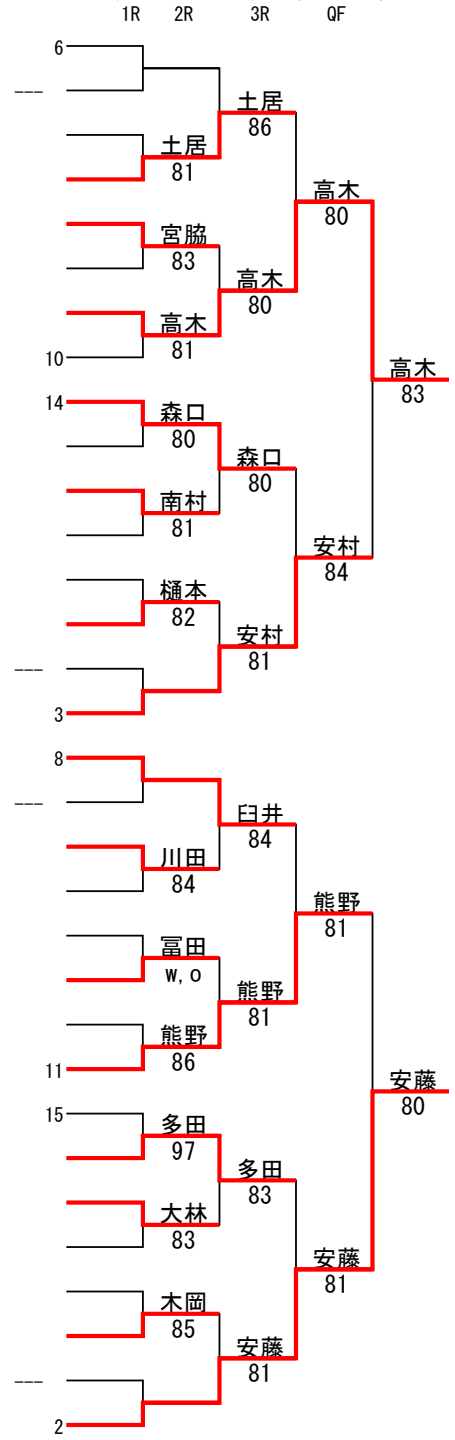 1R 2R 3R QF
6
---
土居
86
土居
81
高木
80
宮脇
83
高木
80
高木
81
10
高木
83
14
森口
80
森口
80
南村
81
安村
84
樋本
82
安村
81
---
3
8
---
臼井
84
川田
84
熊野
81
冨田
w,o
熊野
81
熊野
86
11
安藤
80
15
多田
97
多田
83
大林
83
安藤
81
木岡
85
安藤
81
---
2